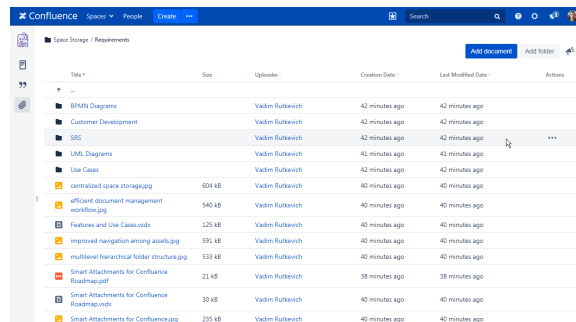 Confluence Spaces People Create ••• Search
Space Storage / Requirements
Add document Add folder
Title Size Uploader Creation Date Last Modified Date Actions
..
BPMN Diagrams Vadim Rutkevich 42 minutes ago 42 minutes ago
Customer Development Vadim Rutkevich 42 minutes ago 42 minutes ago
SRS Vadim Rutkevich 42 minutes ago 42 minutes ago •••
UML Diagrams Vadim Rutkevich 41 minutes ago 41 minutes ago
Use Cases Vadim Rutkevich 42 minutes ago 42 minutes ago
centralized space storage.jpg 604 kB Vadim Rutkevich 40 minutes ago 40 minutes ago
efficient document management
workflow.jpg 540 kB Vadim Rutkevich 40 minutes ago 40 minutes ago
Features and Use Cases.vsdx 125 kB Vadim Rutkevich 40 minutes ago 40 minutes ago
improved navigation among assets.jpg 591 kB Vadim Rutkevich 40 minutes ago 40 minutes ago
multilevel hierarchical folder structure.jpg 533 kB Vadim Rutkevich 40 minutes ago 40 minutes ago
Smart Attachments for Confluence
Roadmap.pdf 21 kB Vadim Rutkevich 38 minutes ago 38 minutes ago
Smart Attachments for Confluence
Roadmap.vsdx 30 kB Vadim Rutkevich 40 minutes ago 40 minutes ago
Smart Attachments for Confluence.jpg 235 kB Vadim Rutkevich 40 minutes ago 40 minutes ago